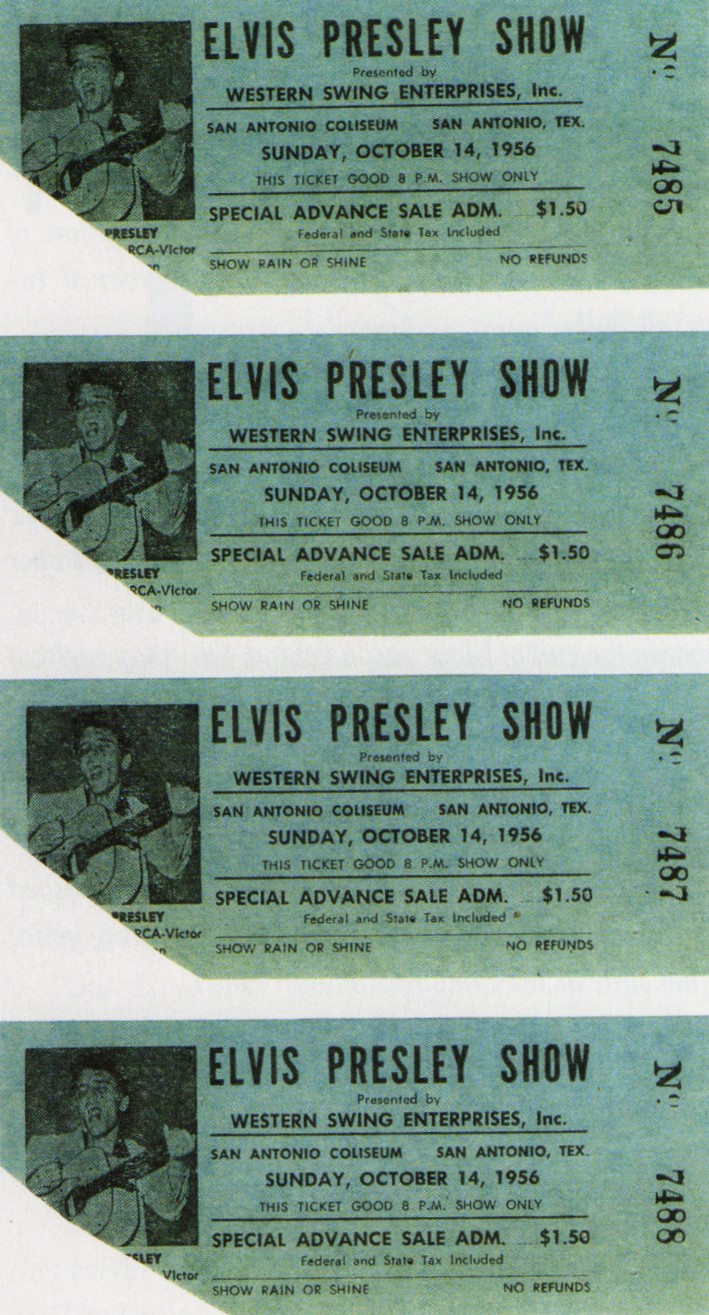 ELVIS PRESLEY SHOW
Presented by
WESTERN SWING ENTERPRISES, Inc.
SAN ANTONIO COLISEUM SAN ANTONIO, TEX.
SUNDAY, OCTOBER 14, 1956
THIS TICKET GOOD 8 P.M. SHOW ONLY
SPECIAL ADVANCE SALE ADM. $1.50
Federal and State Tax Included
SHOW RAIN OR SHINE NO REFUNDS
PRESLEY
RCA-Victor
No. 7485
ELVIS PRESLEY SHOW
Presented by
WESTERN SWING ENTERPRISES, Inc.
SAN ANTONIO COLISEUM SAN ANTONIO, TEX.
SUNDAY, OCTOBER 14, 1956
THIS TICKET GOOD 8 P.M. SHOW ONLY
SPECIAL ADVANCE SALE ADM. ... $1.50
Federal and State Tax Included
SHOW RAIN OR SHINE NO REFUNDS
PRESLEY
RCA-Victor
No. 7486
ELVIS PRESLEY SHOW
Presented by
WESTERN SWING ENTERPRISES, Inc.
SAN ANTONIO COLISEUM SAN ANTONIO, TEX.
SUNDAY, OCTOBER 14, 1956
THIS TICKET GOOD 8 P.M. SHOW ONLY
SPECIAL ADVANCE SALE ADM. $1.50
Federal and State Tax Included
SHOW RAIN OR SHINE NO REFUNDS
PRESLEY
RCA-Victor
No. 7487
ELVIS PRESLEY SHOW
Presented by
WESTERN SWING ENTERPRISES, Inc.
SAN ANTONIO COLISEUM SAN ANTONIO, TEX.
SUNDAY, OCTOBER 14, 1956
THIS TICKET GOOD 8 P.M. SHOW ONLY
SPECIAL ADVANCE SALE ADM. ... $1.50
Federal and State Tax Included
SHOW RAIN OR SHINE NO REFUNDS
SLEY
Victor
No. 7488